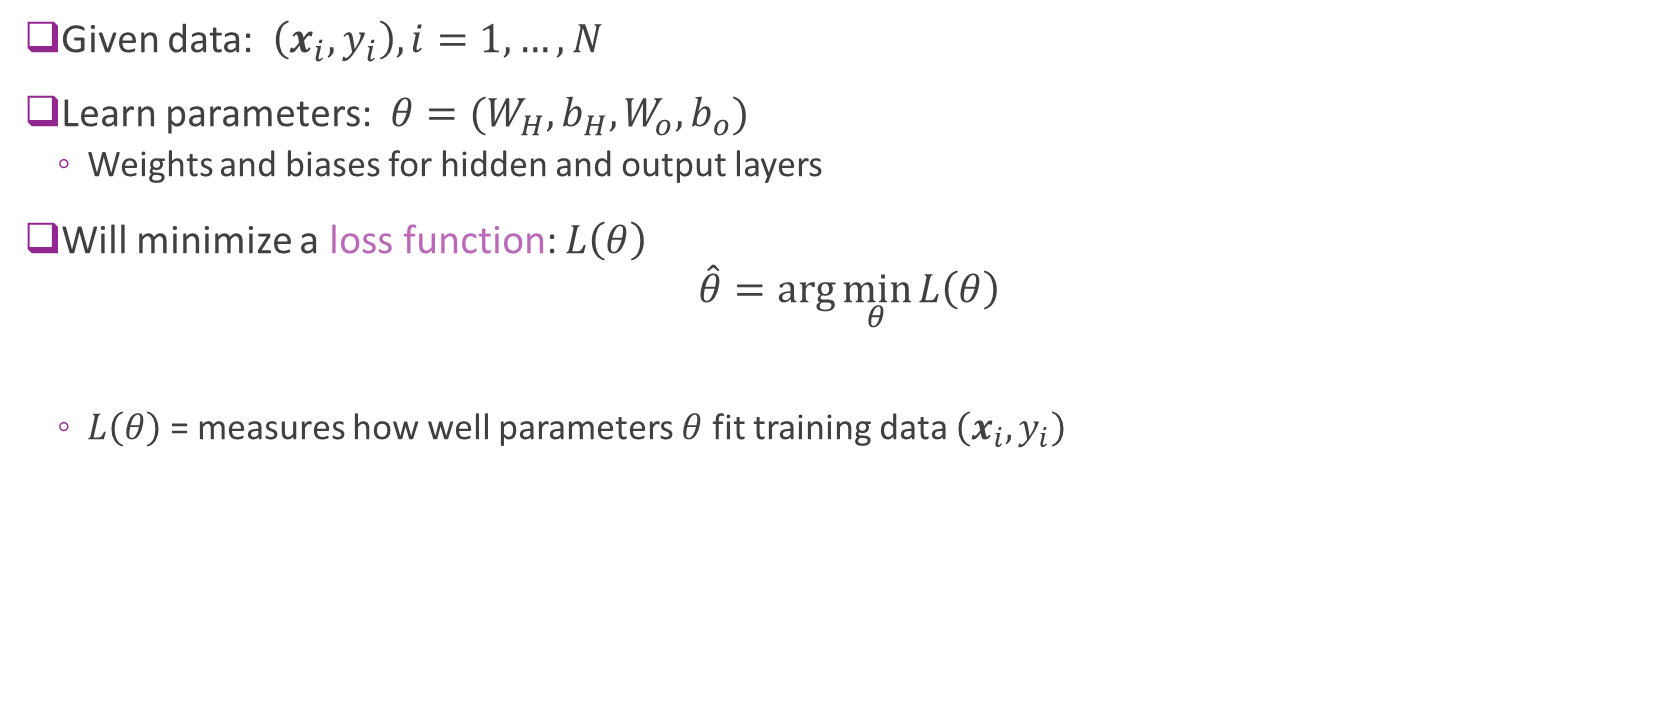 ❑Given data: (𝒙ᵢ, yᵢ), i = 1, … , N
❑Learn parameters: θ = (W_H, b_H, W_o, b_o)
◦ Weights and biases for hidden and output layers
❑Will minimize a loss function: L(θ)
θ̂ = arg min L(θ)
θ
◦ L(θ) = measures how well parameters θ fit training data (𝒙ᵢ, yᵢ)